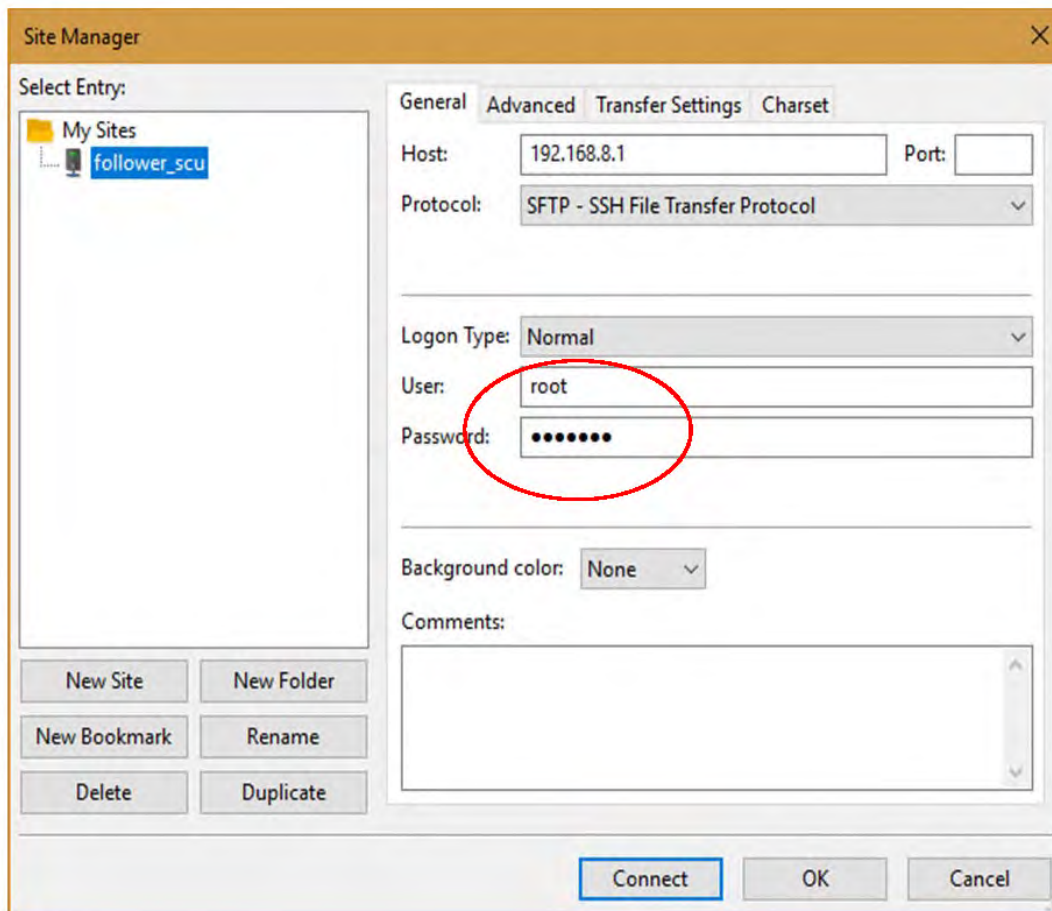 Site Manager
Select Entry:
My Sites
follower_scu
New Site
New Folder
New Bookmark
Rename
Delete
Duplicate
General
Advanced
Transfer Settings
Charset
Host:
192.168.8.1
Port:
Protocol:
SFTP - SSH File Transfer Protocol
Logon Type:
Normal
User:
root
Password:
•••••••
Background color:
None
Comments:
Connect
OK
Cancel